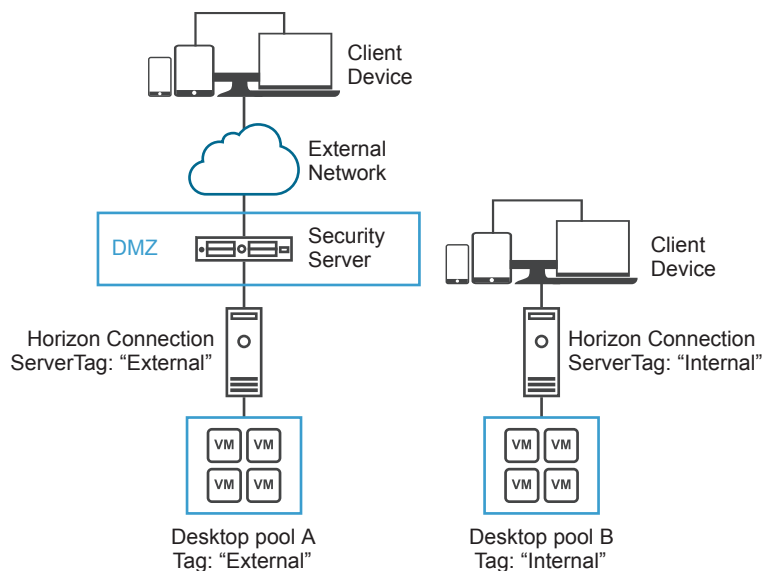 Client
Device
External
Network
DMZ
Security
Server
Client
Device
Horizon Connection
ServerTag: “External”
Horizon Connection
ServerTag: “Internal”
VM VM
VM VM
VM VM
VM VM
Desktop pool A
Tag: “External”
Desktop pool B
Tag: “Internal”